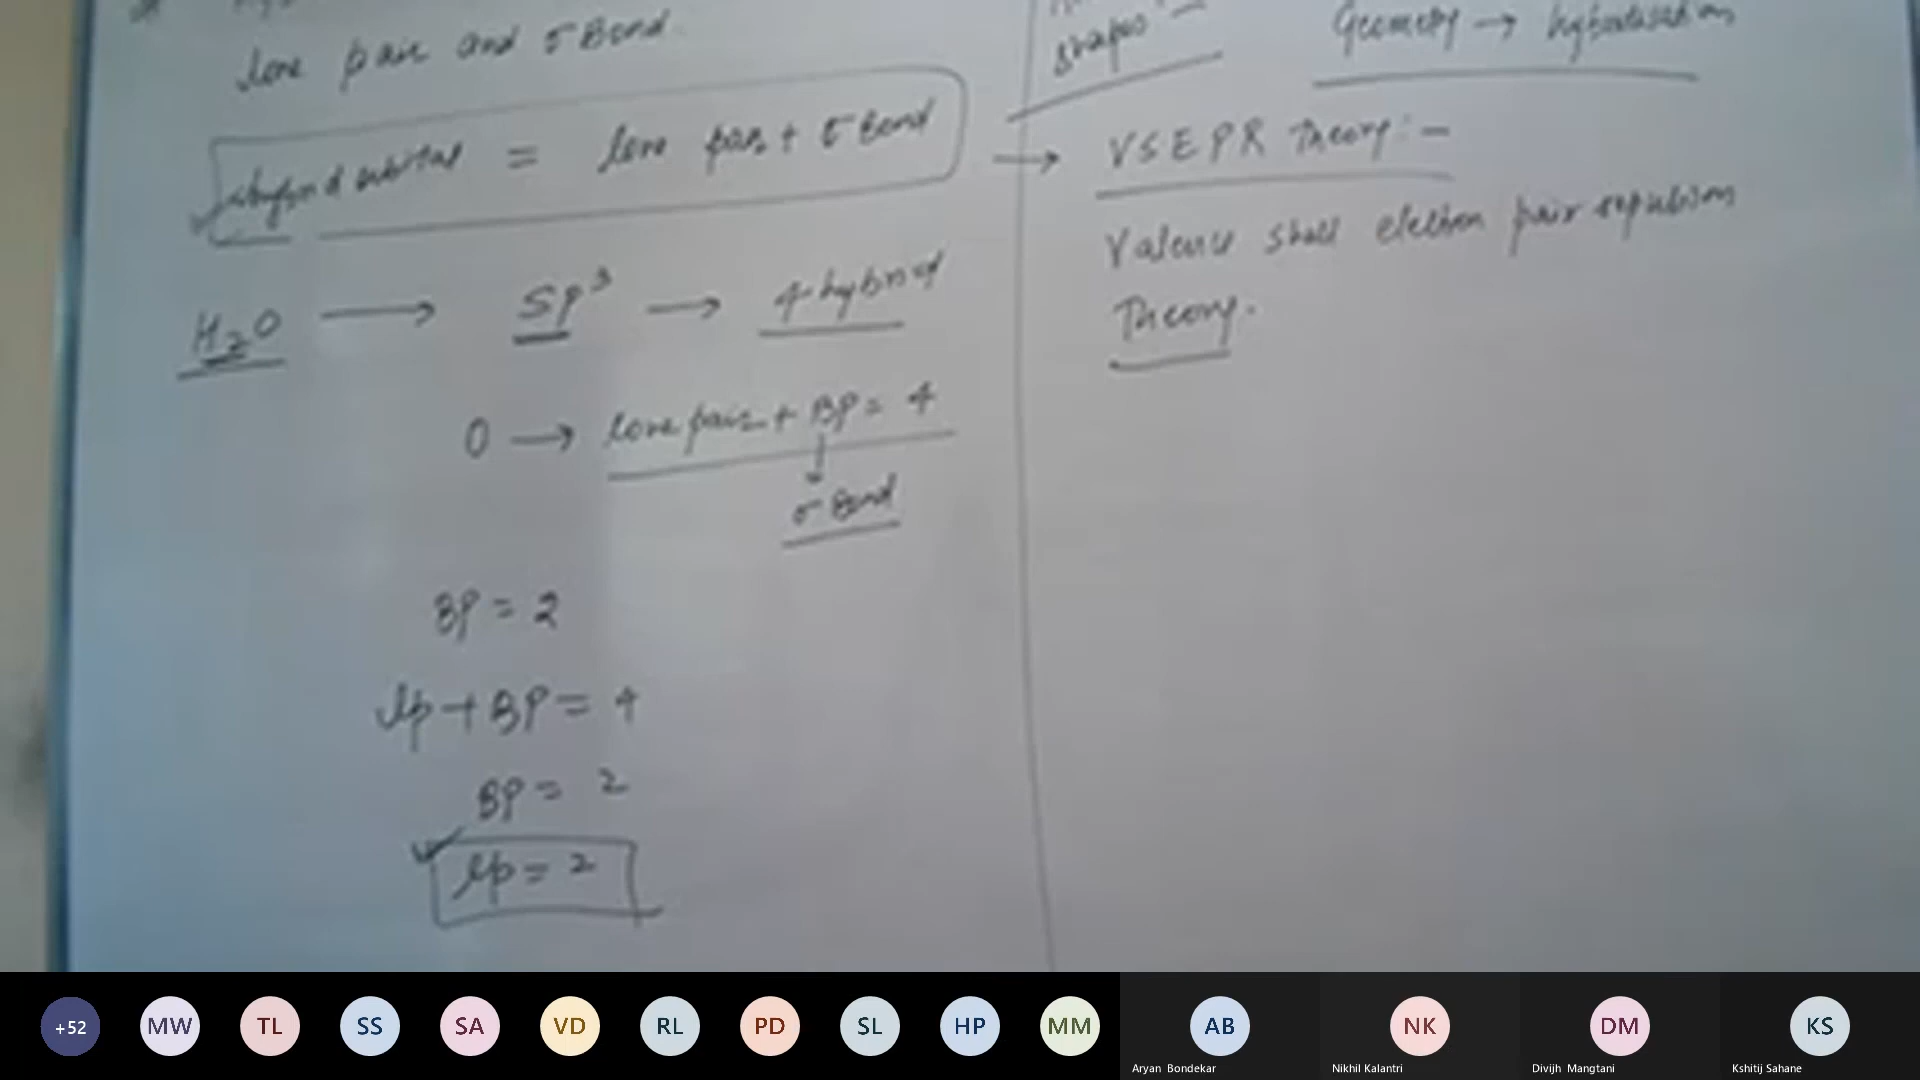 lone pair and σ Bond.
hybrid orbital = lone pair + σ Bond
H2O → sp³ → 4 hybrid
O → lone pair + BP = 4
σ Bond
BP = 2
lp + BP = 4
BP = 2
lp = 2
shapes :-
Geometry → hybridisation
→ VSEPR Theory :-
Valence shell electron pair repulsion
Theory.
+52
MW
TL
SS
SA
VD
RL
PD
SL
HP
MM
AB
NK
DM
KS
Aryan Bondekar
Nikhil Kalantri
Divijh Mangtani
Kshitij Sahane